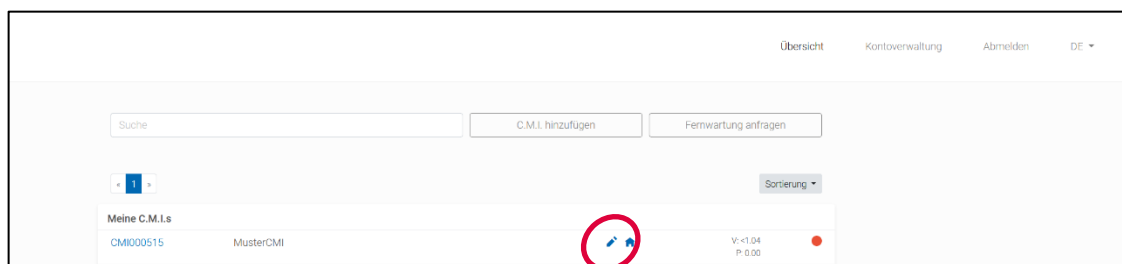 Übersicht Kontoverwaltung Abmelden DE
Suche C.M.I. hinzufügen Fernwartung anfragen
« 1 » Sortierung
Meine C.M.I.s
CMI000515 MusterCMI V: <1.04
P: 0.00